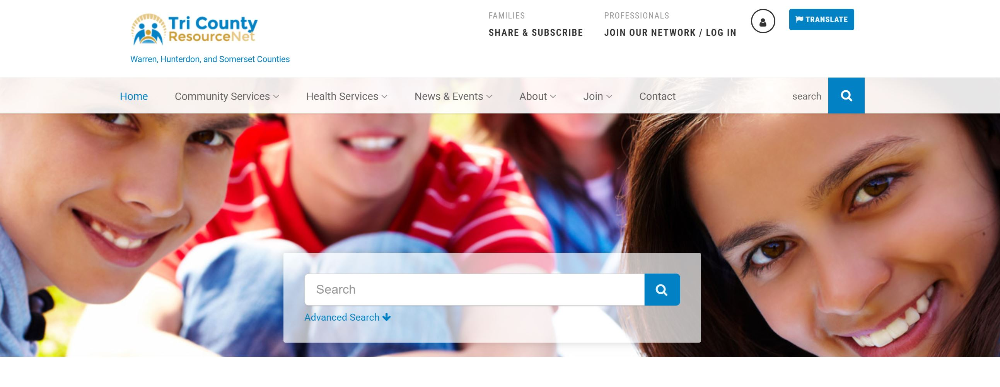 Tri County
ResourceNet
Warren, Hunterdon, and Somerset Counties
FAMILIES
SHARE & SUBSCRIBE
PROFESSIONALS
JOIN OUR NETWORK / LOG IN
TRANSLATE
Home Community Services Health Services News & Events About Join Contact search
Search
Advanced Search